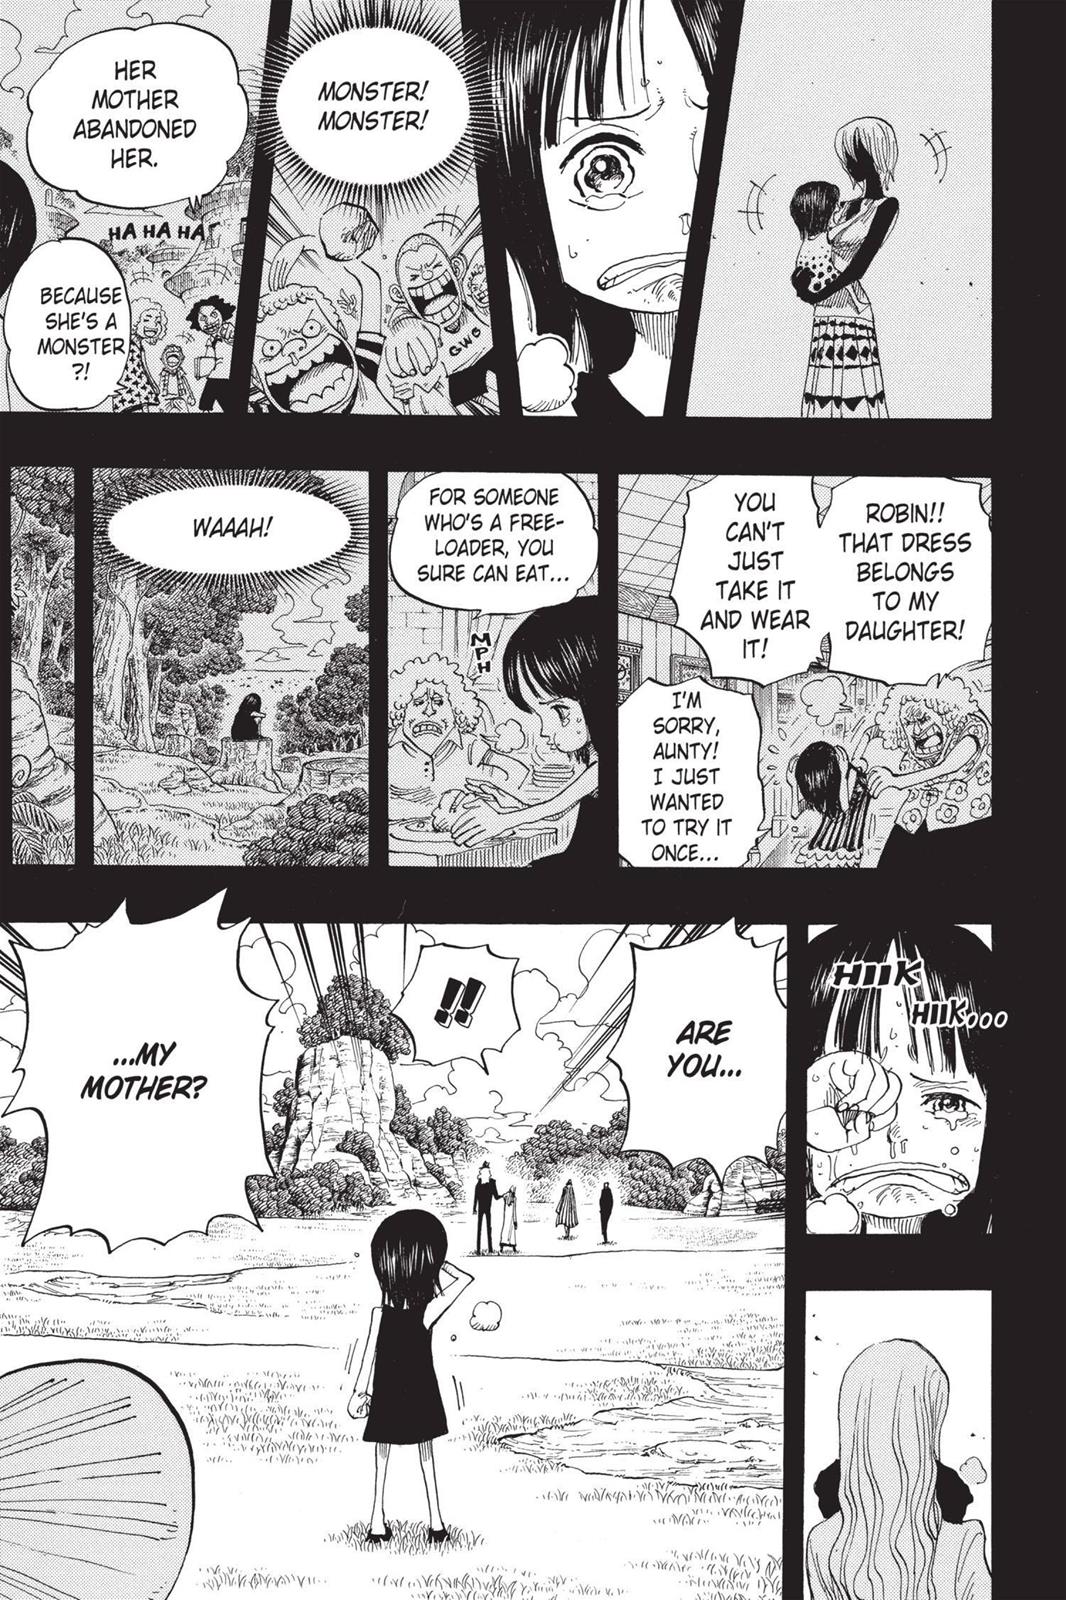 MONSTER!
MONSTER!
HER
MOTHER
ABANDONED
HER.
HA HA HA
BECAUSE
SHE'S A
MONSTER
?!
GWB
ROBIN!!
THAT DRESS
BELONGS
TO MY
DAUGHTER!
YOU
CAN'T
JUST
TAKE IT
AND WEAR
IT!
I'M
SORRY,
AUNTY!
I JUST
WANTED
TO TRY IT
ONCE...
FOR SOMEONE
WHO'S A FREE-
LOADER, YOU
SURE CAN EAT...
MPH
WAAAH!
HIIK
HIIK...
ARE
YOU...
!!
...MY
MOTHER?